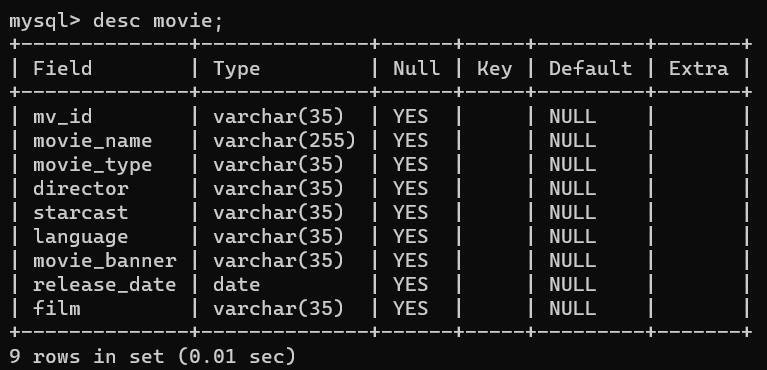 mysql> desc movie;
+--------------+--------------+------+-----+---------+-------+
| Field        | Type         | Null | Key | Default | Extra |
+--------------+--------------+------+-----+---------+-------+
| mv_id        | varchar(35)  | YES  |     | NULL    |       |
| movie_name   | varchar(255) | YES  |     | NULL    |       |
| movie_type   | varchar(35)  | YES  |     | NULL    |       |
| director     | varchar(35)  | YES  |     | NULL    |       |
| starcast     | varchar(35)  | YES  |     | NULL    |       |
| language     | varchar(35)  | YES  |     | NULL    |       |
| movie_banner | varchar(35)  | YES  |     | NULL    |       |
| release_date | date         | YES  |     | NULL    |       |
| film         | varchar(35)  | YES  |     | NULL    |       |
+--------------+--------------+------+-----+---------+-------+
9 rows in set (0.01 sec)